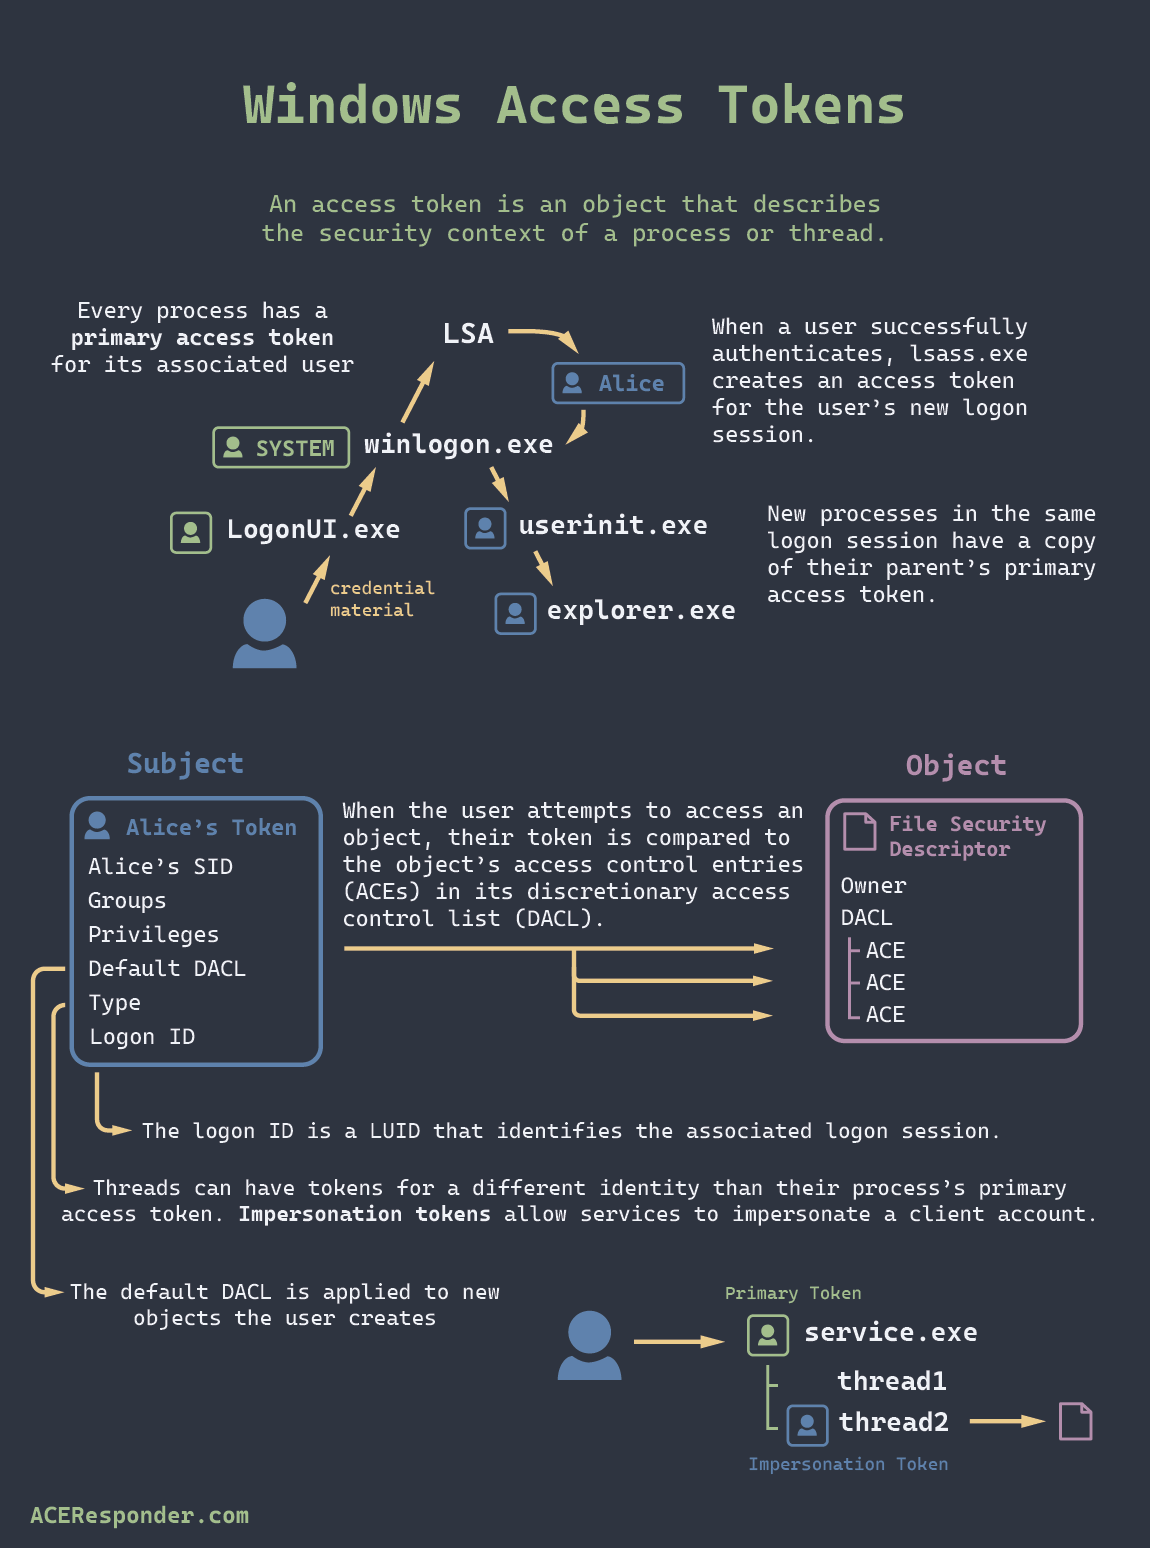 Windows Access Tokens
An access token is an object that describes
the security context of a process or thread.
Every process has a
primary access token
for its associated user
LSA
Alice
When a user successfully
authenticates, lsass.exe
creates an access token
for the user’s new logon
session.
SYSTEM
winlogon.exe
LogonUI.exe
userinit.exe
New processes in the same
logon session have a copy
of their parent’s primary
access token.
credential
material
explorer.exe
Subject
Object
Alice’s Token
Alice’s SID
Groups
Privileges
Default DACL
Type
Logon ID
When the user attempts to access an
object, their token is compared to
the object’s access control entries
(ACEs) in its discretionary access
control list (DACL).
File Security
Descriptor
Owner
DACL
ACE
ACE
ACE
The logon ID is a LUID that identifies the associated logon session.
Threads can have tokens for a different identity than their process’s primary
access token. Impersonation tokens allow services to impersonate a client account.
The default DACL is applied to new
objects the user creates
Primary Token
service.exe
thread1
thread2
Impersonation Token
ACEResponder.com